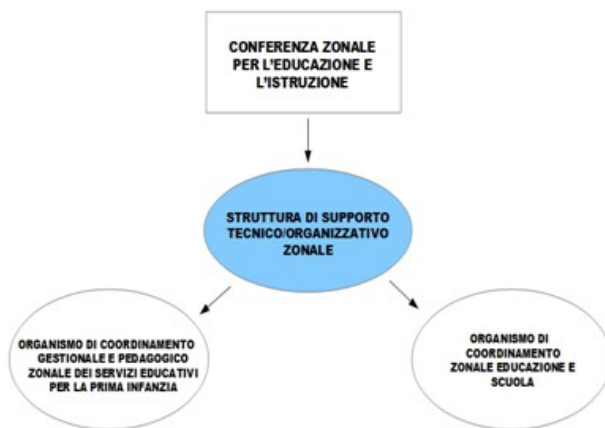 CONFERENZA ZONALE
PER L'EDUCAZIONE E
L'ISTRUZIONE
STRUTTURA DI SUPPORTO
TECNICO/ORGANIZZATIVO
ZONALE
ORGANISMO DI COORDINAMENTO
GESTIONALE E PEDAGOGICO
ZONALE DEI SERVIZI EDUCATIVI
PER LA PRIMA INFANZIA
ORGANISMO DI
COORDINAMENTO
ZONALE EDUCAZIONE E
SCUOLA